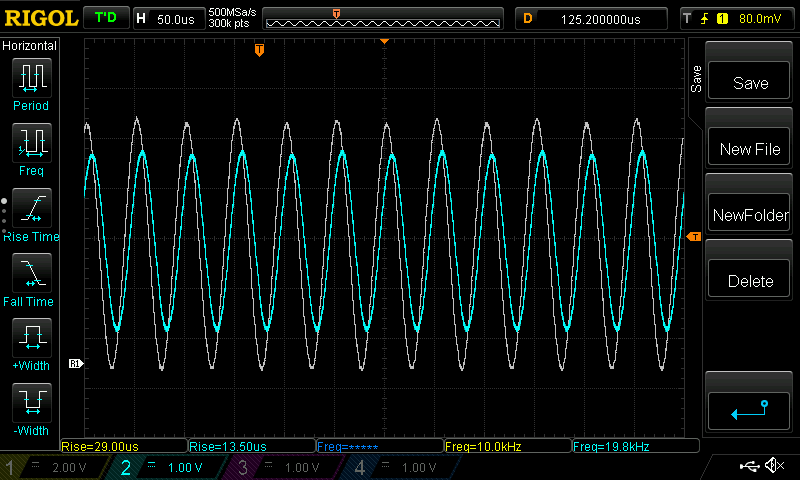 RIGOL T'D H 50.0us 500MSa/s 300k pts T D 125.200000us T 1 80.0mV
Horizontal
T
Period
Freq
Rise Time
Fall Time
+Width
-Width
R1
T
Save
Save
New File
NewFolder
Delete
Rise=29.00us Rise=13.50us Freq=***** Freq=10.0kHz Freq=19.8kHz
1 2.00 V 2 1.00 V 3 1.00 V 4 1.00 V